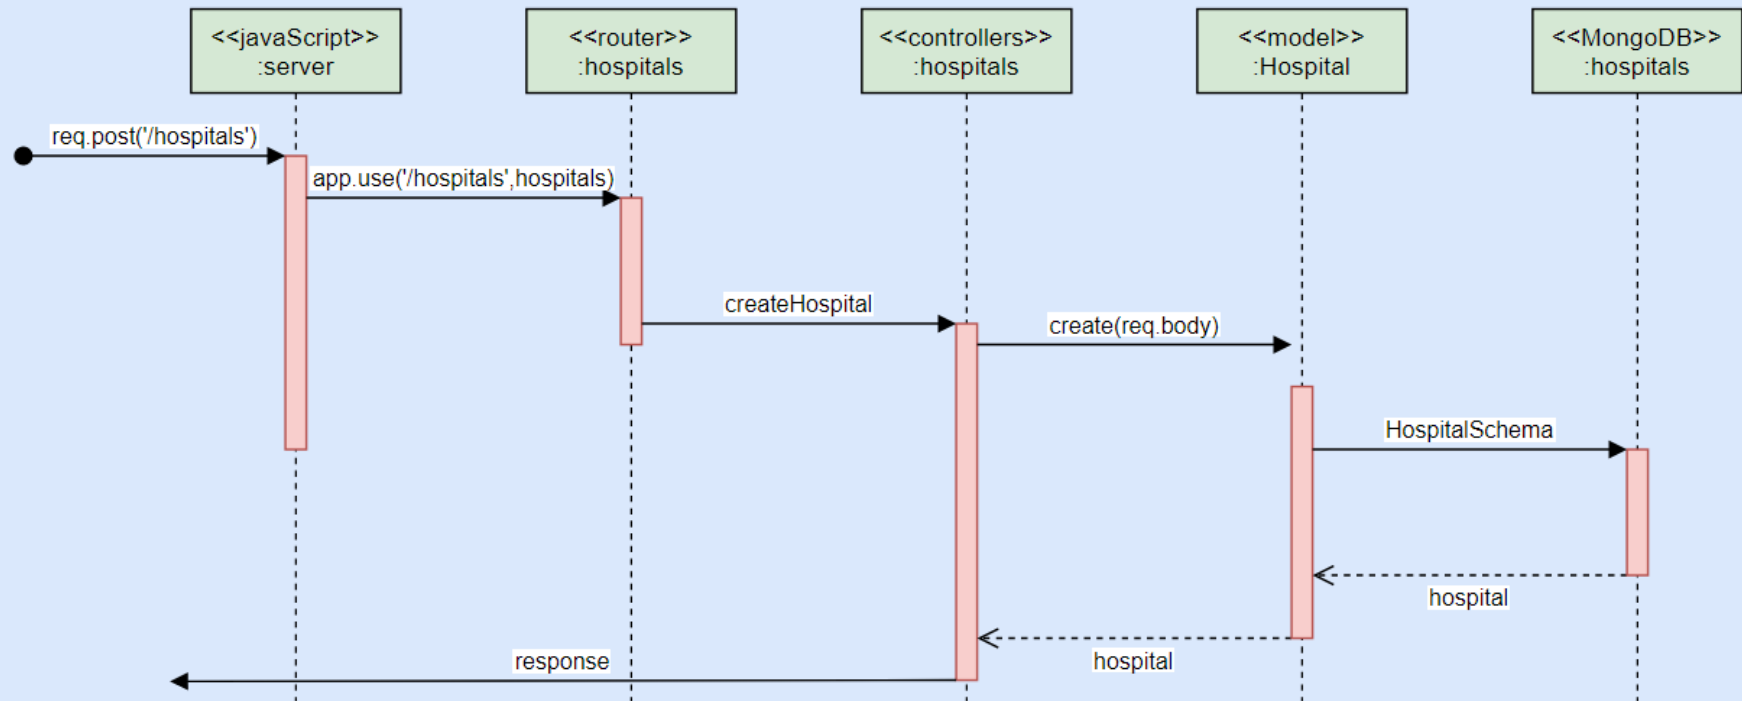 <<javaScript>>
:server
<<router>>
:hospitals
<<controllers>>
:hospitals
<<model>>
:Hospital
<<MongoDB>>
:hospitals
req.post('/hospitals')
app.use('/hospitals',hospitals)
createHospital
create(req.body)
HospitalSchema
hospital
hospital
response